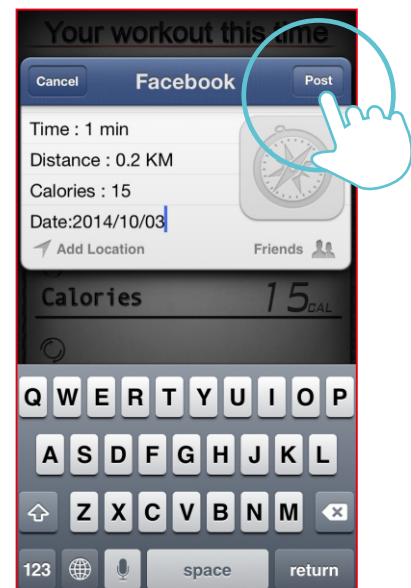 Your workout this time
Cancel Facebook Post
Time : 1 min
Distance : 0.2 KM
Calories : 15
Date:2014/10/03
Add Location Friends
Calories 15CAL
Q W E R T Y U I O P
A S D F G H J K L
Z X C V B N M
123 space return